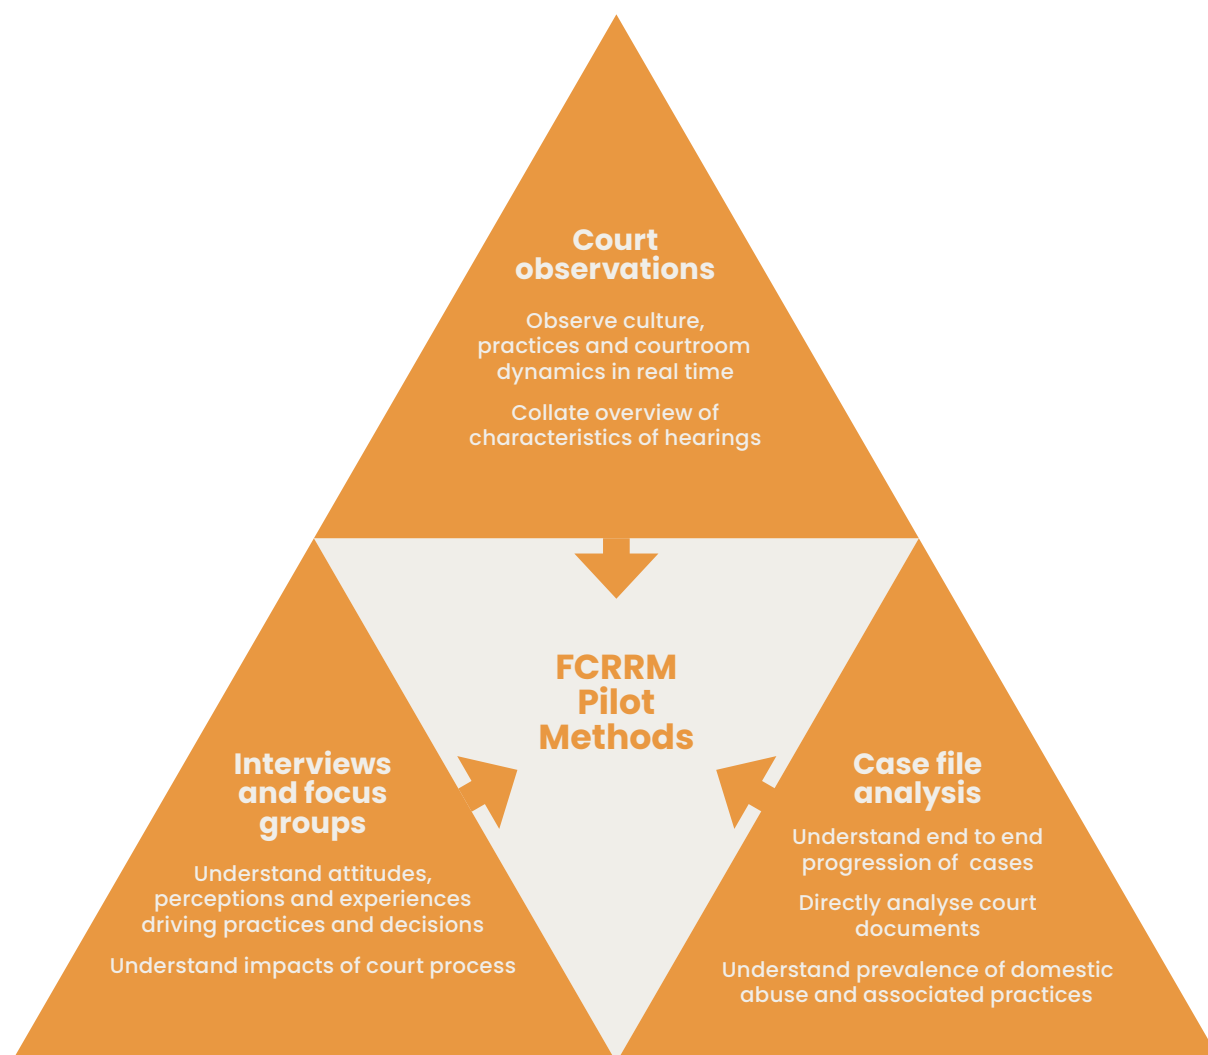 Court
observations
Observe culture,
practices and courtroom
dynamics in real time
Collate overview of
characteristics of hearings
FCRRM
Pilot
Methods
Interviews
and focus
groups
Understand attitudes,
perceptions and experiences
driving practices and decisions
Understand impacts of court process
Case file
analysis
Understand end to end
progression of  cases
Directly analyse court
documents
Understand prevalence of domestic
abuse and associated practices